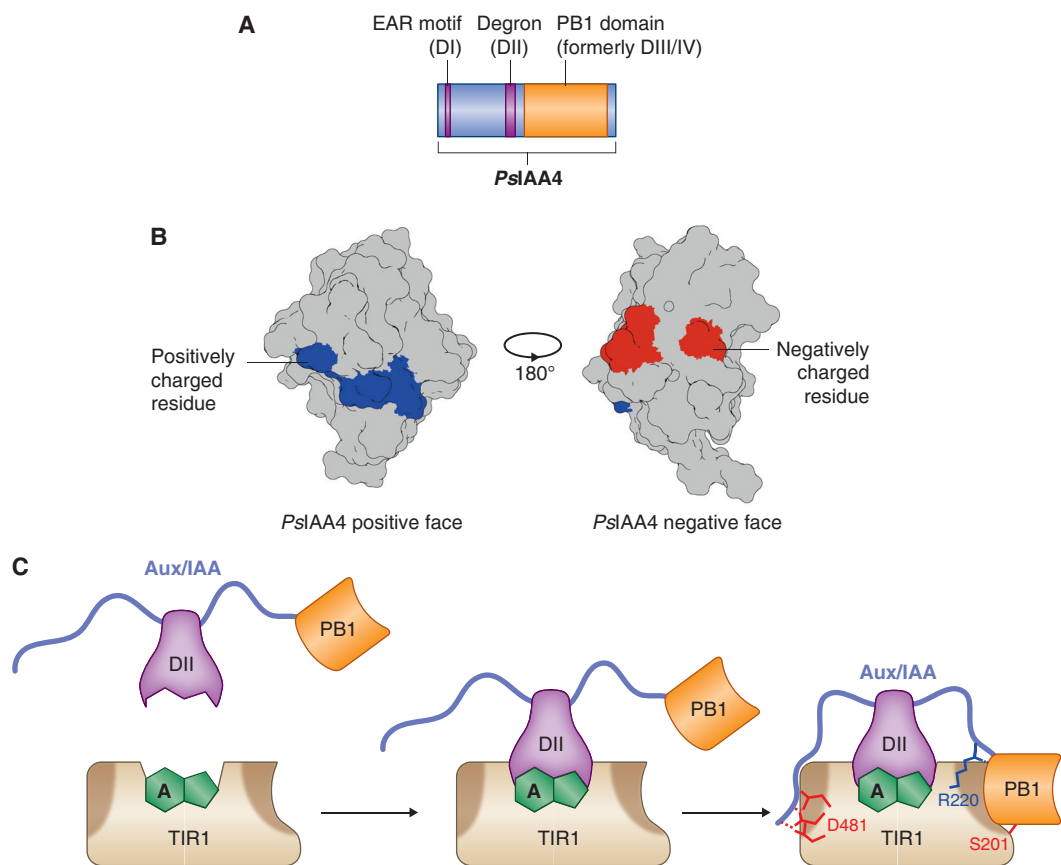 A
EAR motif
(DI)
Degron
(DII)
PB1 domain
(formerly DIII/IV)
PsIAA4
B
Positively
charged
residue
180°
Negatively
charged
residue
PsIAA4 positive face
PsIAA4 negative face
C
Aux/IAA
PB1
DII
A
TIR1
PB1
DII
A
TIR1
Aux/IAA
DII
A
R220
PB1
D481
TIR1
S201